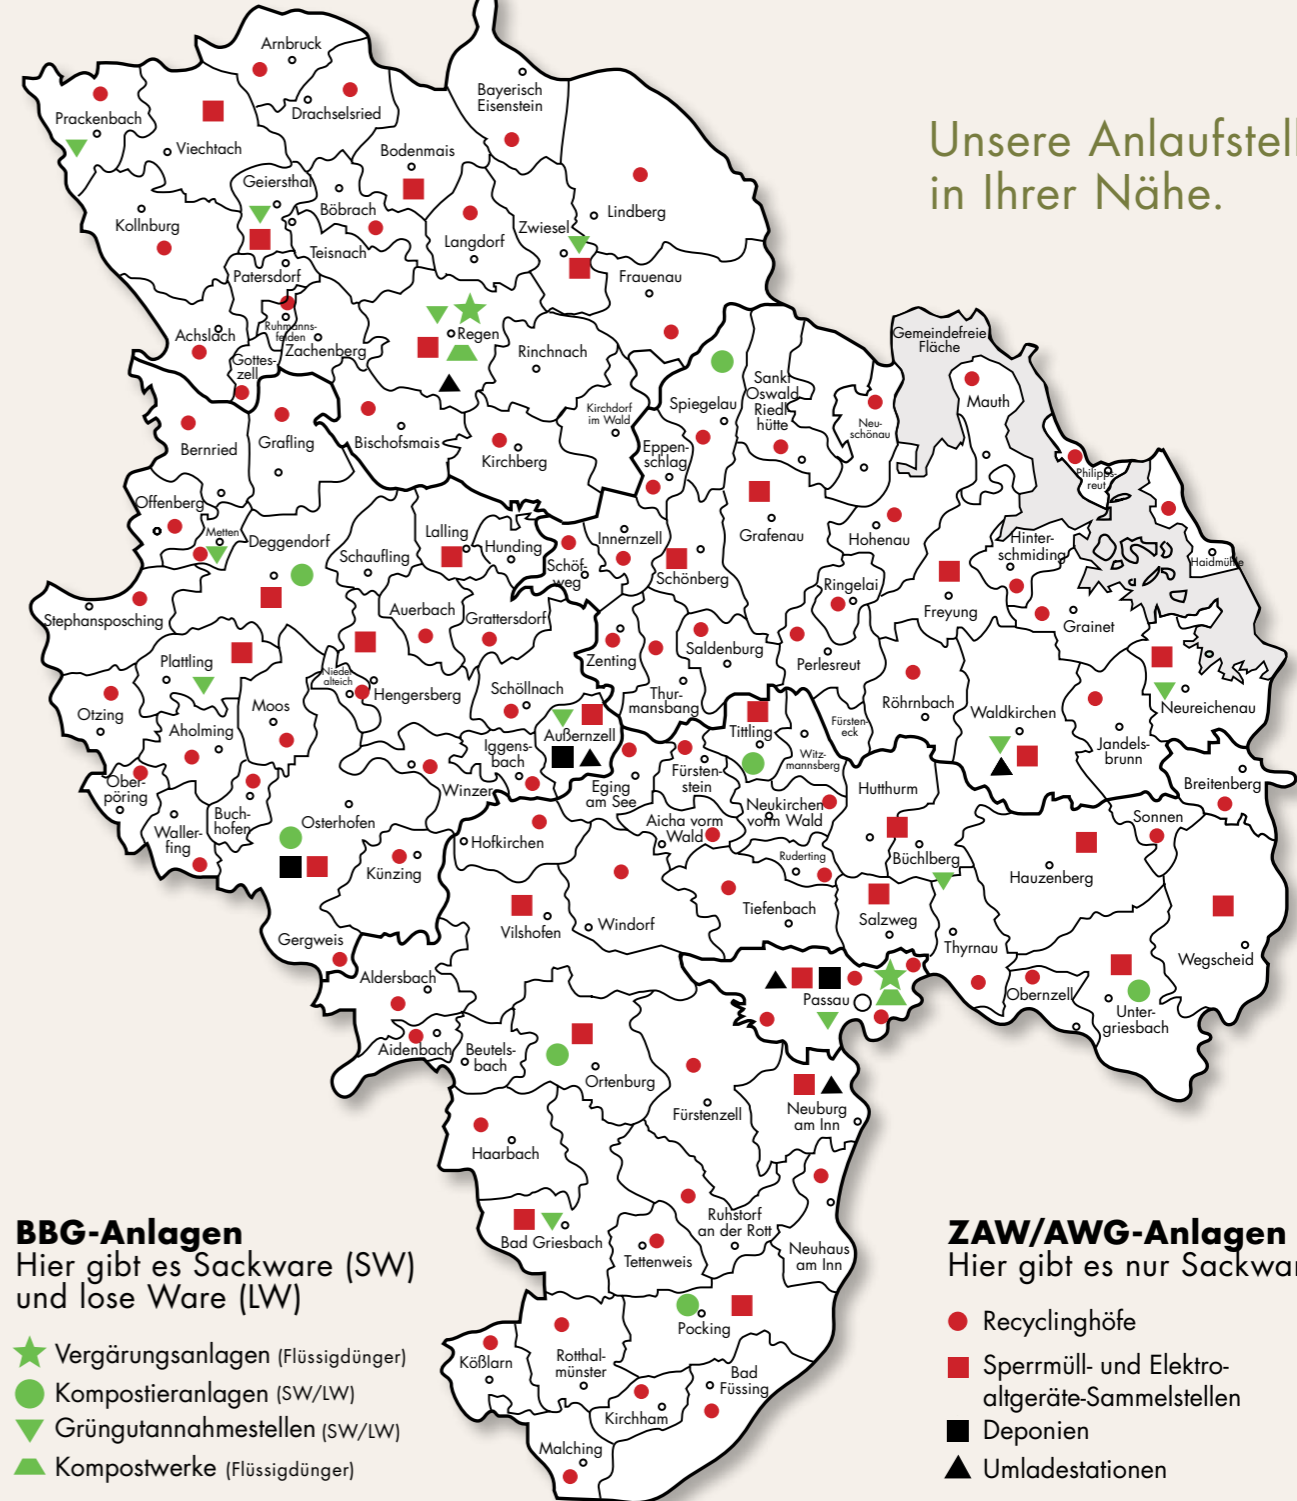 Unsere Anlaufstell
in Ihrer Nähe.
Arnbruck
Bayerisch
Eisenstein
Prackenbach
Drachselsried
Viechtach
Bodenmais
Geiersthal
Böbrach
Kollnburg
Langdorf
Zwiesel
Lindberg
Teisnach
Patersdorf
Frauenau
Achslach
Ruhmanns-
felden
Zachenberg
Regen
Rinchnach
Gottes-
zell
Gemeindefreie
Fläche
Spiegelau
Sankt
Oswald
Riedl
hütte
Mauth
Neu-
schönau
Kirchdorf
im Wald
Bernried
Grafling
Bischofsmais
Kirchberg
Eppen-
schlag
Philipps-
reut
Offenberg
Metten
Deggendorf
Schaufling
Lalling
Hunding
Schöf-
weg
Innernzell
Schönberg
Grafenau
Hohenau
Hinter-
schmiding
Haidmühle
Ringelai
Freyung
Grainet
Stephansposching
Auerbach
Grattersdorf
Zenting
Saldenburg
Perlesreut
Plattling
Nieder
alteich
Hengersberg
Schöllnach
Thur-
mansbang
Röhrnbach
Waldkirchen
Neureichenau
Otzing
Moos
Aholming
Außernzell
Tittling
Fürsten-
eck
Jandels-
brunn
Iggens-
bach
Witz-
mannsberg
Breitenberg
Ober-
pöring
Winzer
Eging
am See
Fürsten-
stein
Hutthurm
Buch-
hofen
Waller-
fing
Osterhofen
Hofkirchen
Aicha vorm
Wald
Neukirchen
vorm Wald
Sonnen
Künzing
Ruderting
Büchlberg
Hauzenberg
Vilshofen
Windorf
Tiefenbach
Salzweg
Gergweis
Thyrnau
Wegscheid
Aldersbach
Passau
Obernzell
Unter-
griesbach
Aidenbach
Beutels-
bach
Ortenburg
Fürstenzell
Neuburg
am Inn
Haarbach
Ruhstorf
an der Rott
Bad Griesbach
Tettenweis
Neuhaus
am Inn
Pocking
Kößlarn
Rotthal-
münster
Bad
Füssing
Kirchham
Malching
BBG-Anlagen
Hier gibt es Sackware (SW)
und lose Ware (LW)
Vergärungsanlagen (Flüssigdünger)
Kompostieranlagen (SW/LW)
Grüngutannahmestellen (SW/LW)
Kompostwerke (Flüssigdünger)
ZAW/AWG-Anlagen
Hier gibt es nur Sackwar
Recyclinghöfe
Sperrmüll- und Elektro-
altgeräte-Sammelstellen
Deponien
Umladestationen